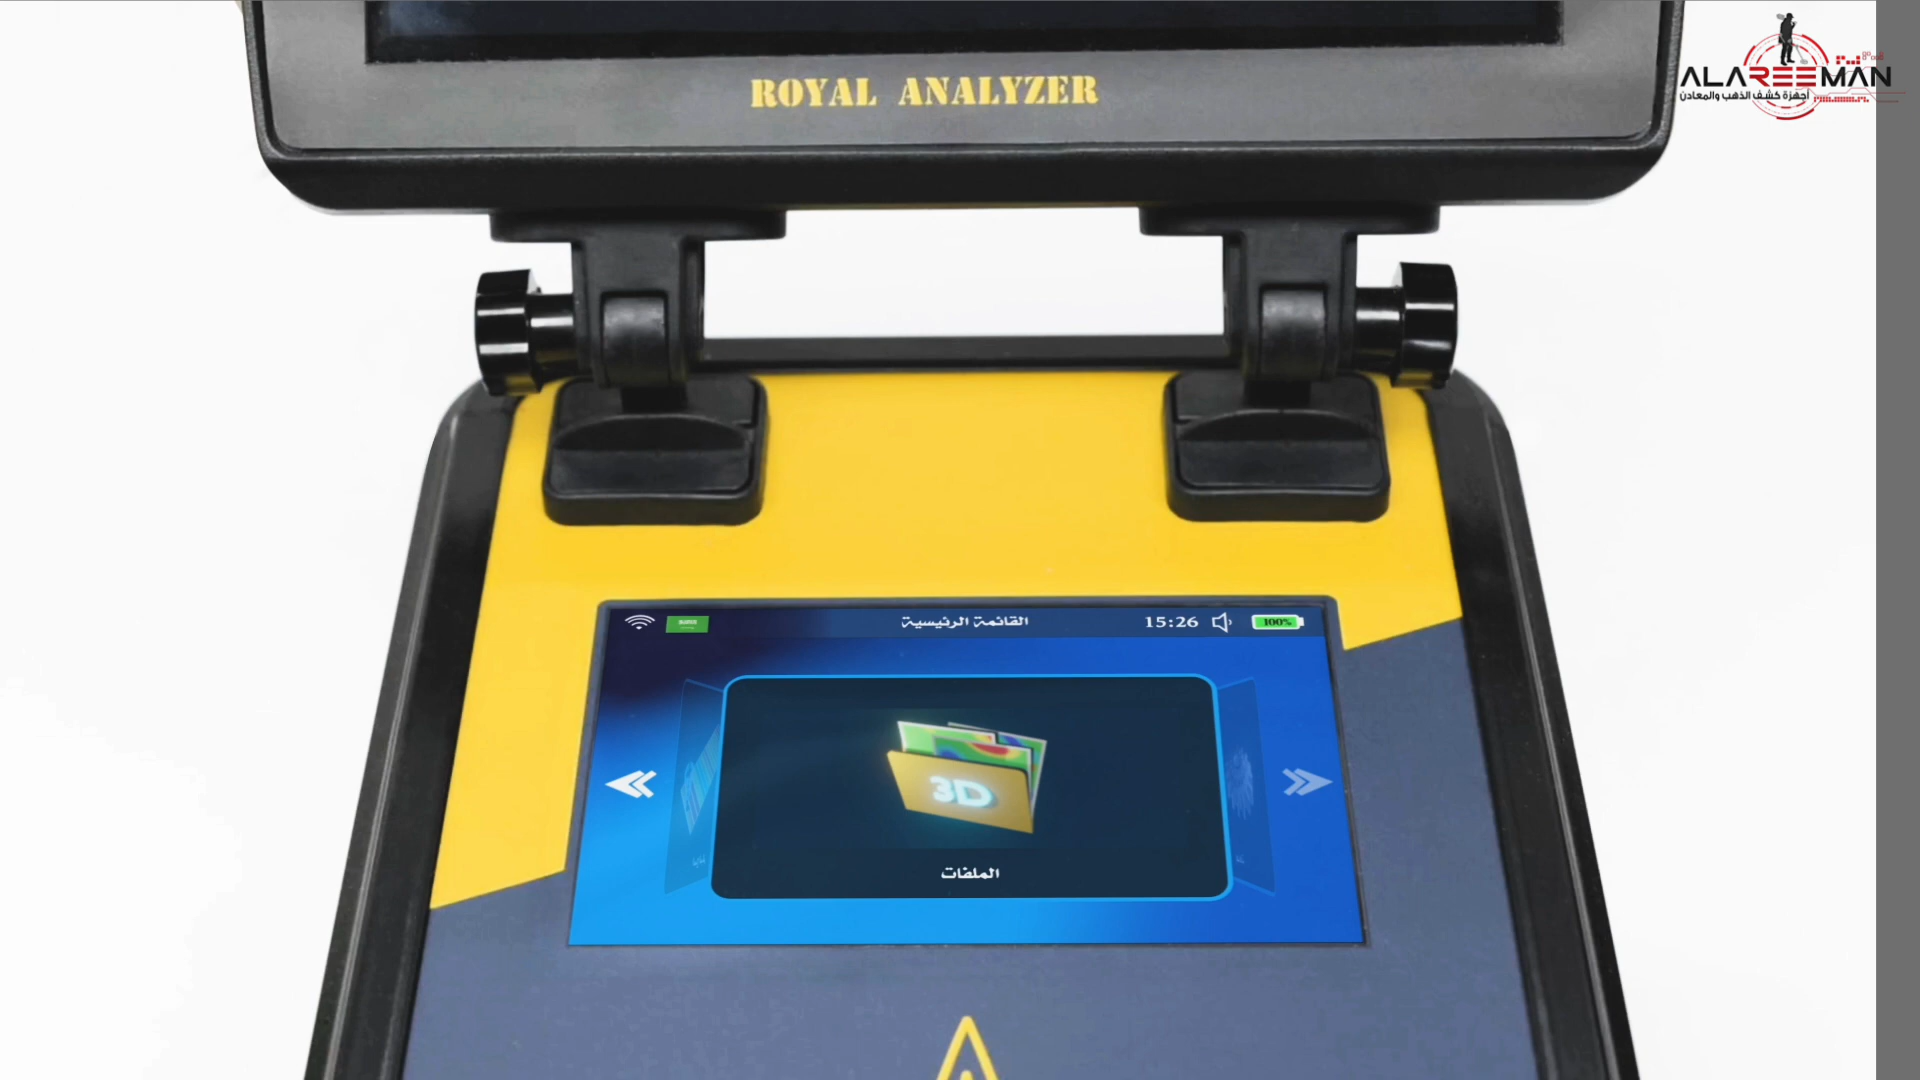 ROYAL ANALYZER
ALAREEMAN
أجهزة كشف الذهب والمعادن
القائمة الرئيسية
15:26
100%
3D
الملفات